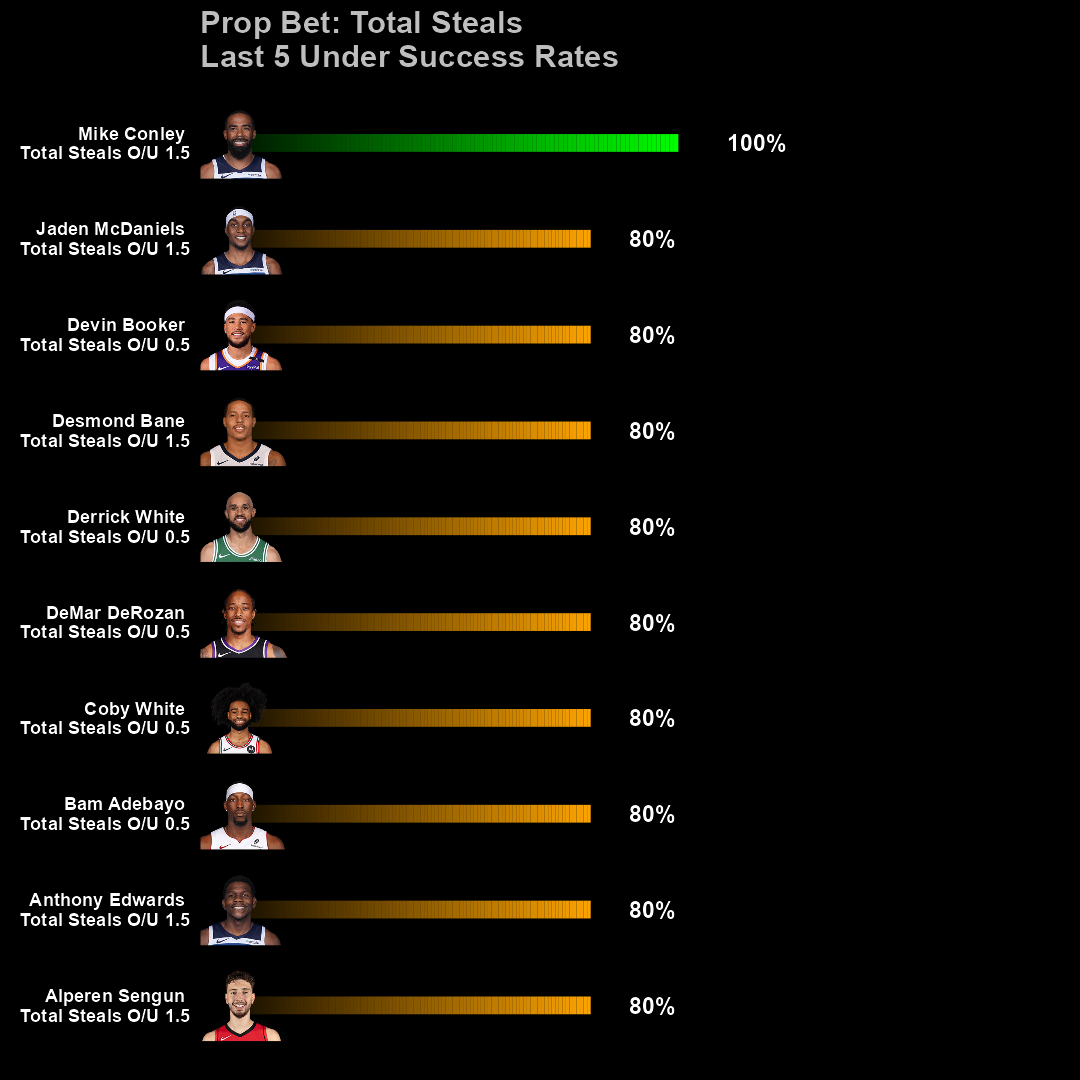 Prop Bet: Total Steals
Last 5 Under Success Rates
Mike Conley
Total Steals O/U 1.5
100%
Jaden McDaniels
Total Steals O/U 1.5
80%
Devin Booker
Total Steals O/U 0.5
80%
Desmond Bane
Total Steals O/U 1.5
80%
Derrick White
Total Steals O/U 0.5
80%
DeMar DeRozan
Total Steals O/U 0.5
80%
Coby White
Total Steals O/U 0.5
80%
Bam Adebayo
Total Steals O/U 0.5
80%
Anthony Edwards
Total Steals O/U 1.5
80%
Alperen Sengun
Total Steals O/U 1.5
80%